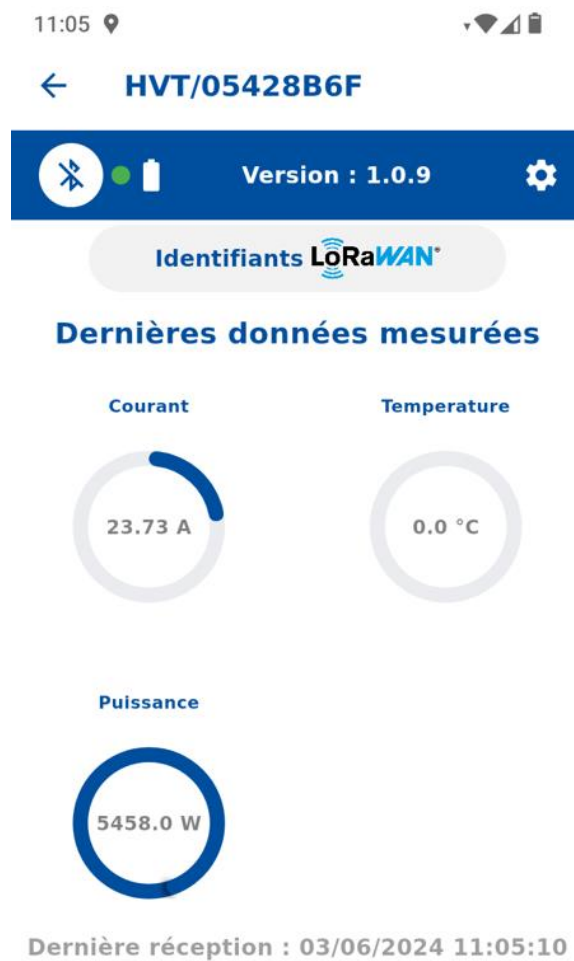 11:05
HVT/05428B6F
Version : 1.0.9
Identifiants LoRaWAN®
Dernières données mesurées
Courant
Temperature
23.73 A
0.0 °C
Puissance
5458.0 W
Dernière réception : 03/06/2024 11:05:10